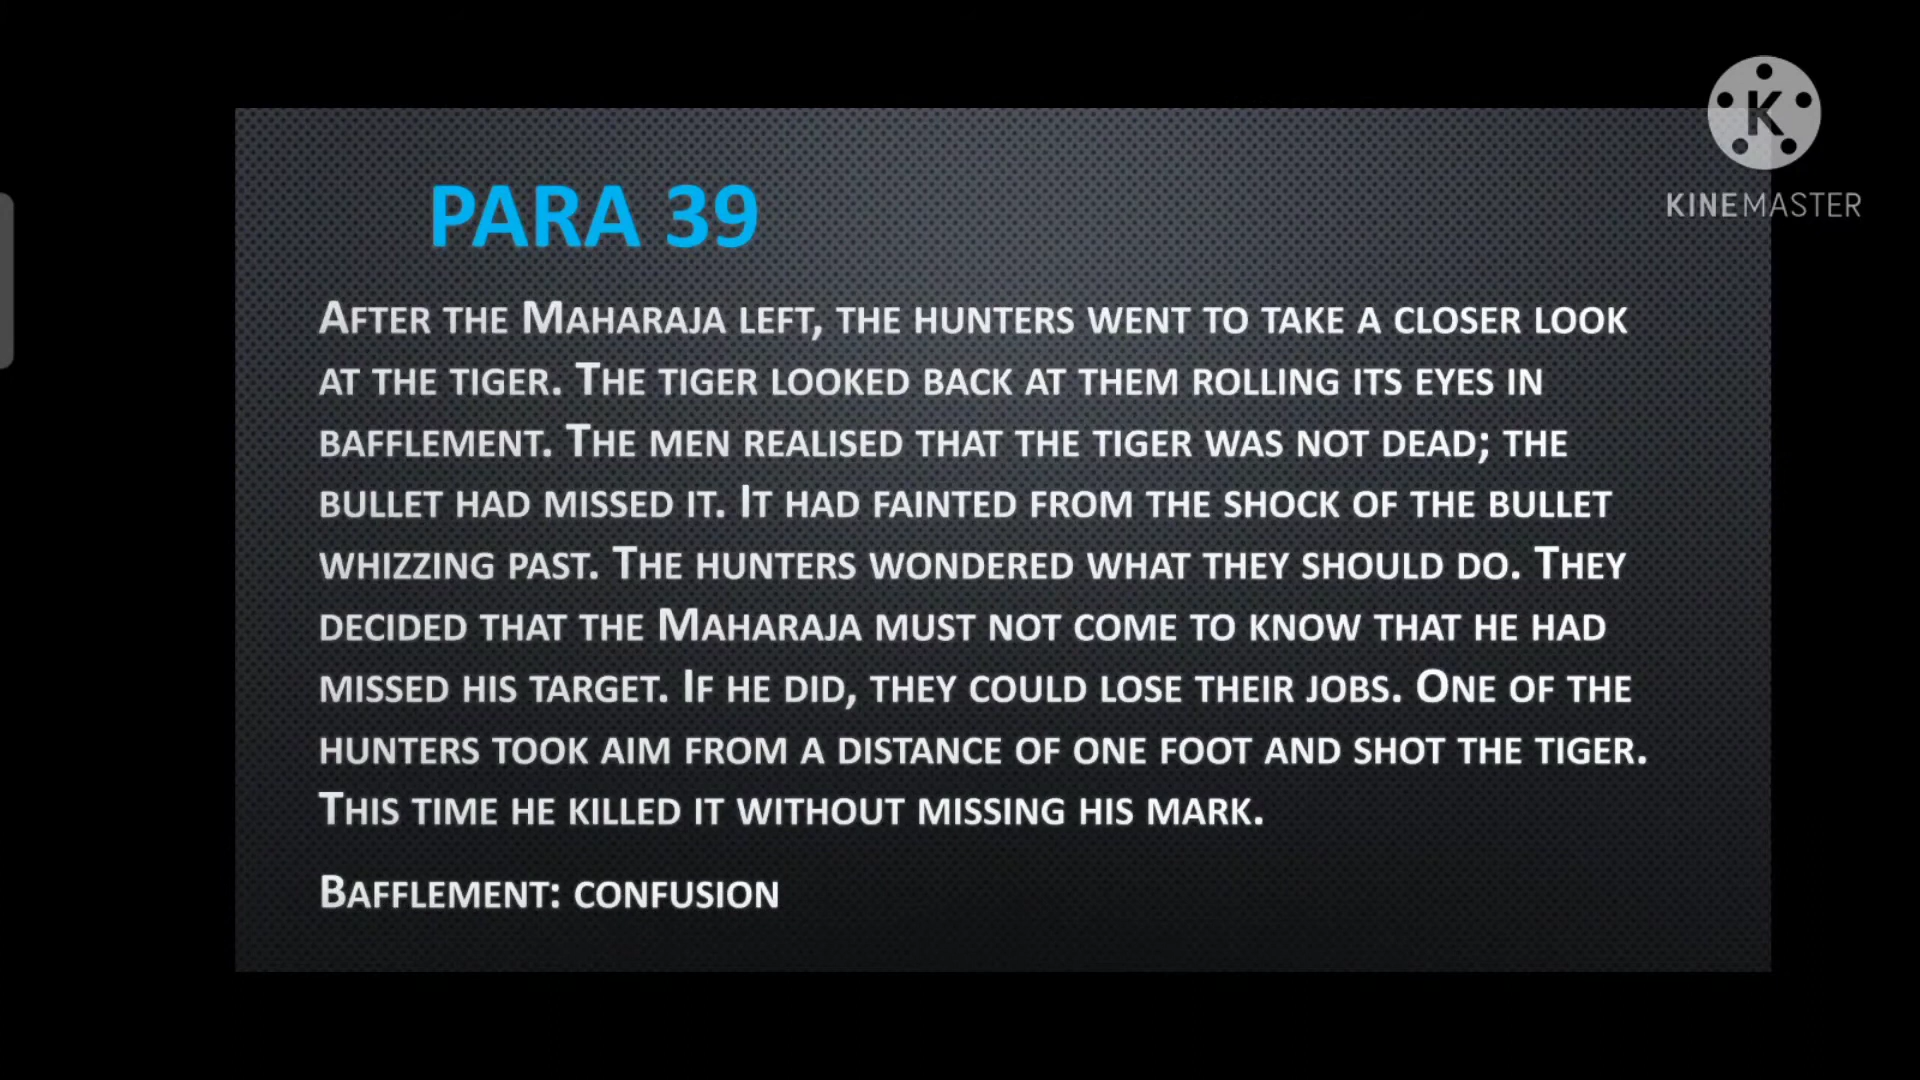 K
KINEMASTER
PARA 39
After the Maharaja left, the hunters went to take a closer look
at the tiger. The tiger looked back at them rolling its eyes in
bafflement. The men realised that the tiger was not dead; the
bullet had missed it. It had fainted from the shock of the bullet
whizzing past. The hunters wondered what they should do. They
decided that the Maharaja must not come to know that he had
missed his target. If he did, they could lose their jobs. One of the
hunters took aim from a distance of one foot and shot the tiger.
This time he killed it without missing his mark.
Bafflement: confusion